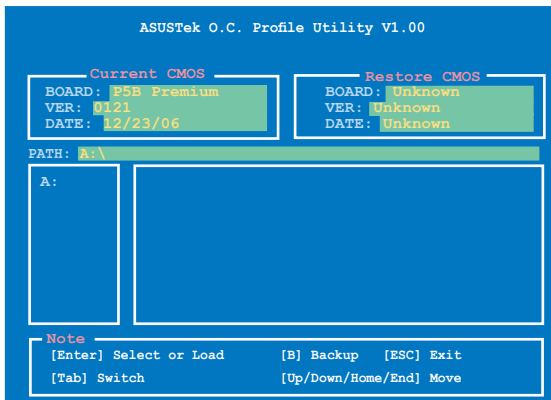 ASUSTek O.C. Profile Utility V1.00
Current CMOS
BOARD: P5B Premium
VER: 0121
DATE: 12/23/06
Restore CMOS
BOARD: Unknown
VER: Unknown
DATE: Unknown
PATH: A:\
A:
Note
[Enter] Select or Load [B] Backup [ESC] Exit
[Tab] Switch [Up/Down/Home/End] Move